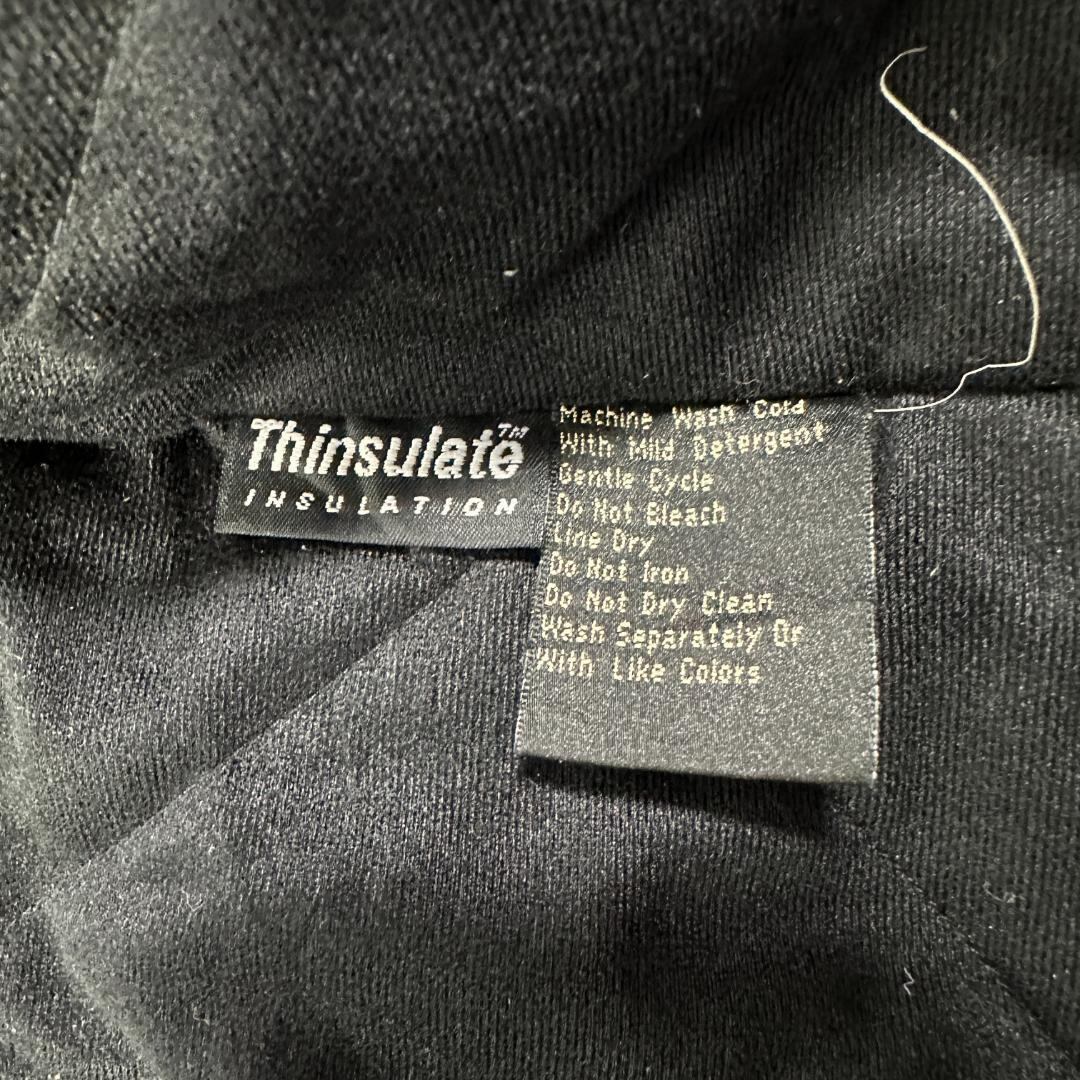 Thinsulate™
INSULATION
Machine Wash Cold
With Mild Detergent
Gentle Cycle
Do Not Bleach
Line Dry
Do Not Iron
Do Not Dry Clean
Wash Separately Or
With Like Colors